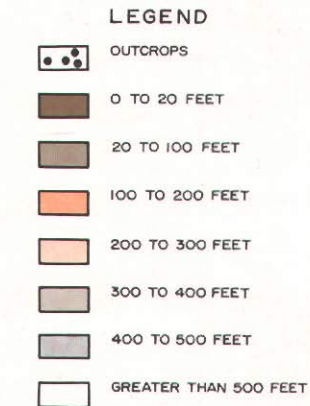 LEGEND
OUTCROPS
0 TO 20 FEET
20 TO 100 FEET
100 TO 200 FEET
200 TO 300 FEET
300 TO 400 FEET
400 TO 500 FEET
GREATER THAN 500 FEET